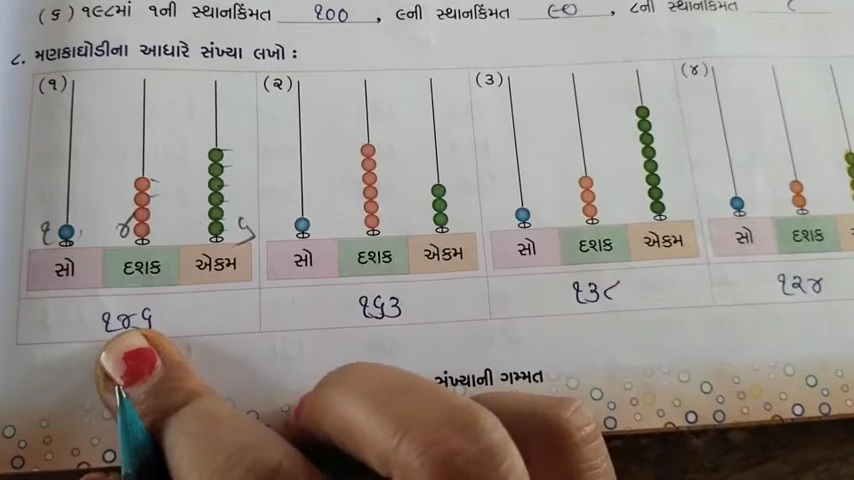 (૬) ૧૯૮માં ૧ની સ્થાનકિંમત ૧૦૦ , ૯ની સ્થાનકિંમત ૯૦ , ૮ની સ્થાનકિંમત ૮
૮. મણકાઘોડીના આધારે સંખ્યા લખો :
(૧) (૨) (૩) (૪)
૧ ૪ ૬
સો દશક એકમ સો દશક એકમ સો દશક એકમ સો દશક
૧૪૬ ૧૬૩ ૧૩૮ ૧૨૪
સંખ્યાની ગમ્મત